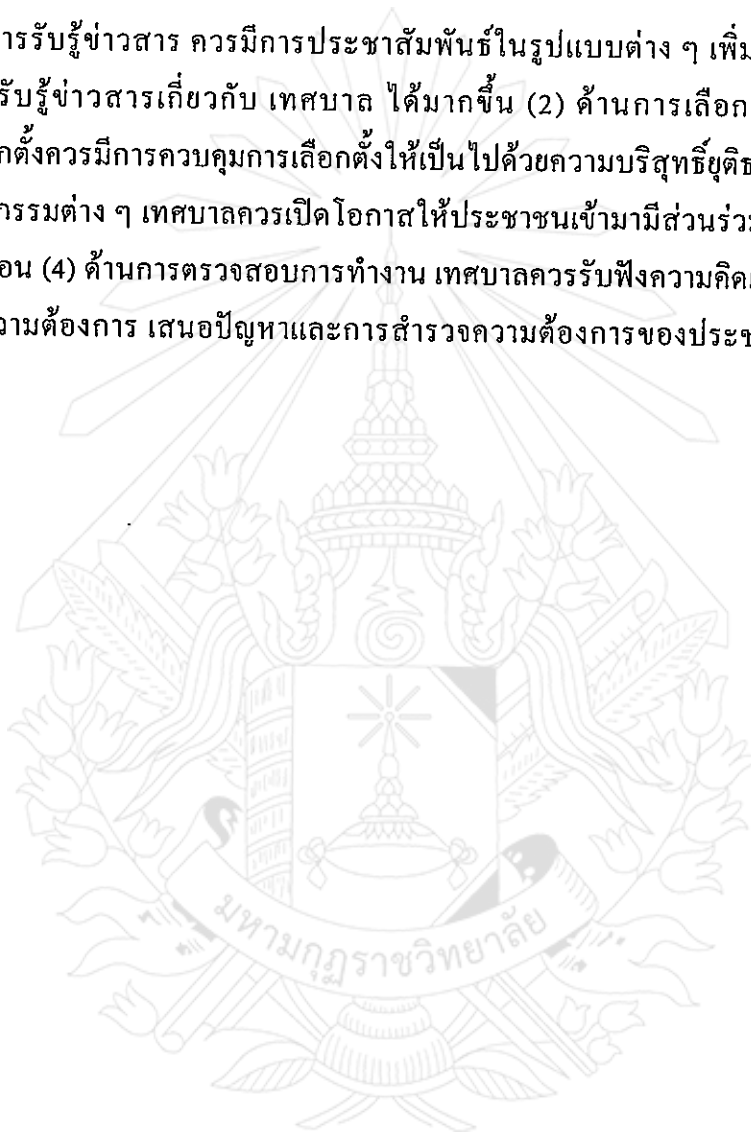 ารรับรู้ข่าวสาร ควรมีการประชาสัมพันธ์ในรูปแบบต่าง ๆ เพิ่ม
รับรู้ข่าวสารเกี่ยวกับ เทศบาล ได้มากขึ้น (2) ด้านการเลือก
กตั้งควรมีการควบคุมการเลือกตั้งให้เป็นไปด้วยความบริสุทธิ์ยุติธ
กรรมต่าง ๆ เทศบาลควรเปิดโอกาสให้ประชาชนเข้ามามีส่วนร่ว
อน (4) ด้านการตรวจสอบการทำงาน เทศบาลควรรับฟังความคิดเ
วามต้องการ เสนอปัญหาและการสำรวจความต้องการของประช
มหามกุฏราชวิทยาลัย